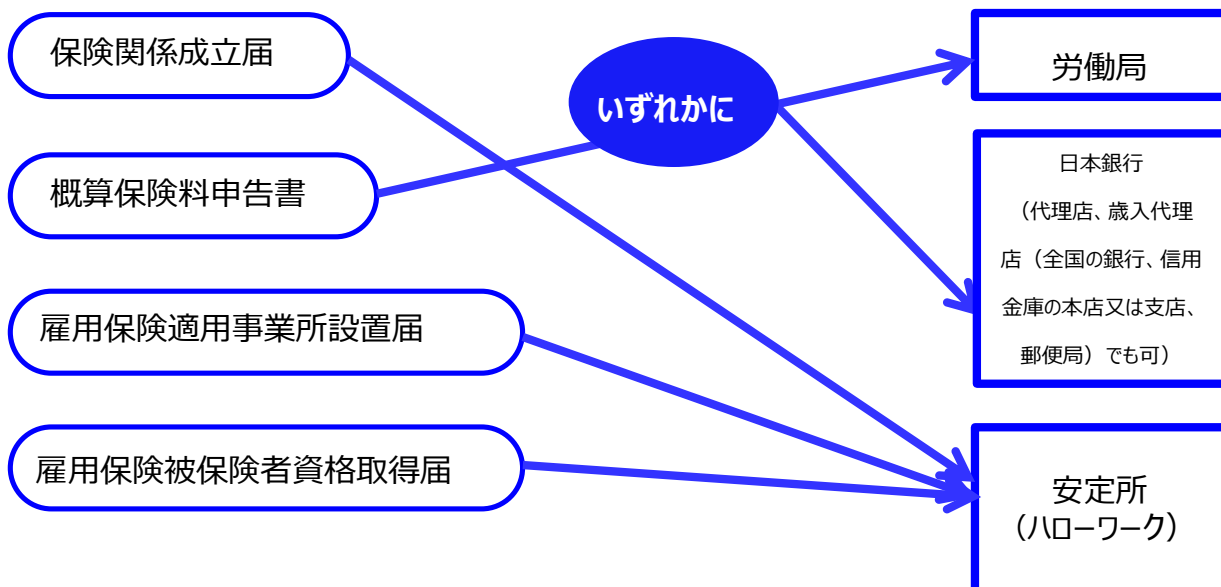 保険関係成立届
概算保険料申告書
雇用保険適用事業所設置届
雇用保険被保険者資格取得届
いずれかに
労働局
日本銀行
（代理店、歳入代理
店（全国の銀行、信用
金庫の本店又は支店、
郵便局）でも可）
安定所
（ハローワーク）